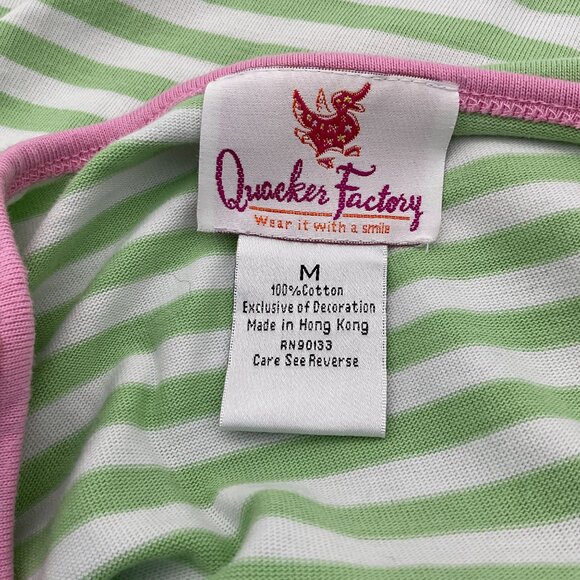 Quacker Factory
Wear it with a smile
M
100%Cotton
Exclusive of Decoration
Made in Hong Kong
RN90133
Care See Reverse